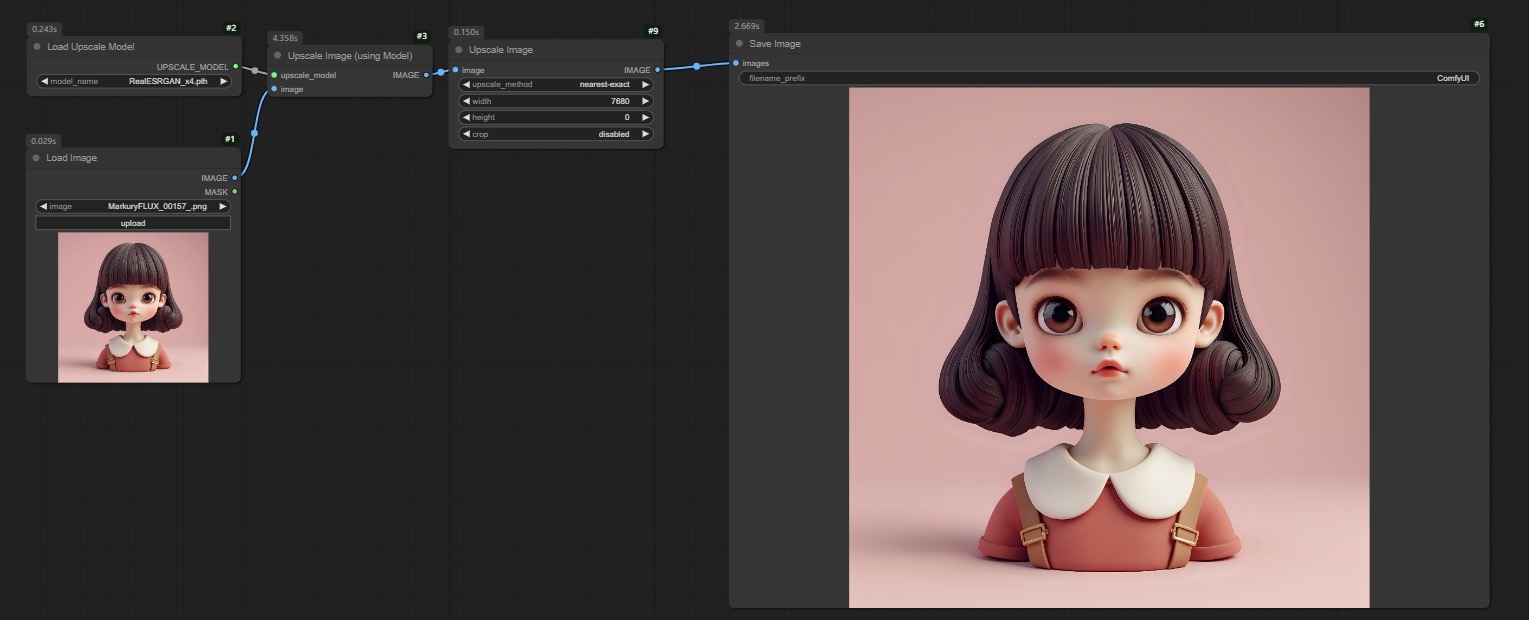 0.243s
#2
Load Upscale Model
UPSCALE_MODEL
model_name RealESRGAN_x4.pth
0.029s
#1
Load Image
IMAGE
MASK
image MarkuryFLUX_00157_.png
upload
4.358s
#3
Upscale Image (using Model)
upscale_model IMAGE
image
0.150s
#9
Upscale Image
image IMAGE
upscale_method nearest-exact
width 7680
height 0
crop disabled
2.669s
#6
Save Image
images
filename_prefix ComfyUI